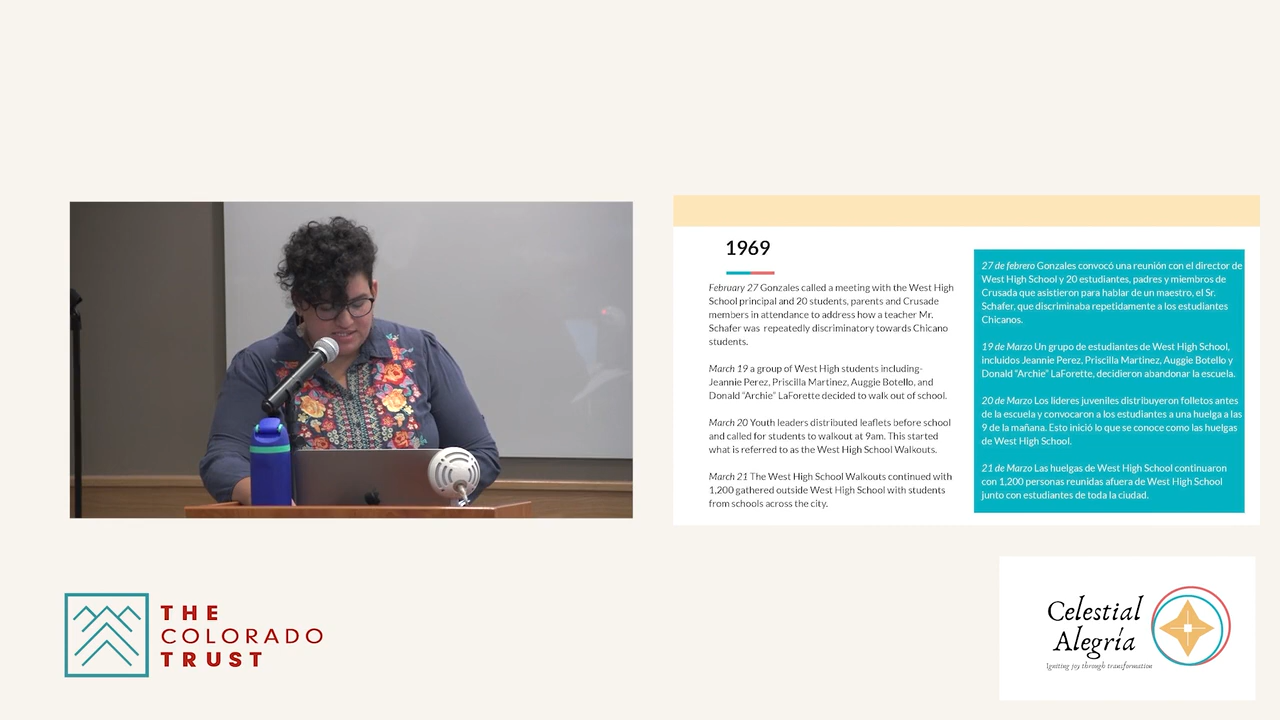 1969
February 27 Gonzales called a meeting with the West High
School principal and 20 students, parents and Crusade
members in attendance to address how a teacher Mr.
Schafer was repeatedly discriminatory towards Chicano
students.
March 19 a group of West High students including-
Jeannie Perez, Priscilla Martinez, Auggie Botello, and
Donald "Archie" LaForette decided to walk out of school.
March 20 Youth leaders distributed leaflets before school
and called for students to walkout at 9am. This started
what is referred to as the West High School Walkouts.
March 21 The West High School Walkouts continued with
1,200 gathered outside West High School with students
from schools across the city.
27 de febrero Gonzales convocó una reunión con el director de
West High School y 20 estudiantes, padres y miembros de
Crusada que asistieron para hablar de un maestro, el Sr.
Schafer, que discriminaba repetidamente a los estudiantes
Chicanos.
19 de Marzo Un grupo de estudiantes de West High School,
incluidos Jeannie Perez, Priscilla Martinez, Auggie Botello y
Donald "Archie" LaForette, decidieron abandonar la escuela.
20 de Marzo Los líderes juveniles distribuyeron folletos antes
de la escuela y convocaron a los estudiantes a una huelga a las
9 de la mañana. Esto inició lo que se conoce como las huelgas
de West High School.
21 de Marzo Las huelgas de West High School continuaron
con 1,200 personas reunidas afuera de West High School
junto con estudiantes de toda la ciudad.
THE
COLORADO
TRUST
Celestial
Alegría
Igniting joy through transformation